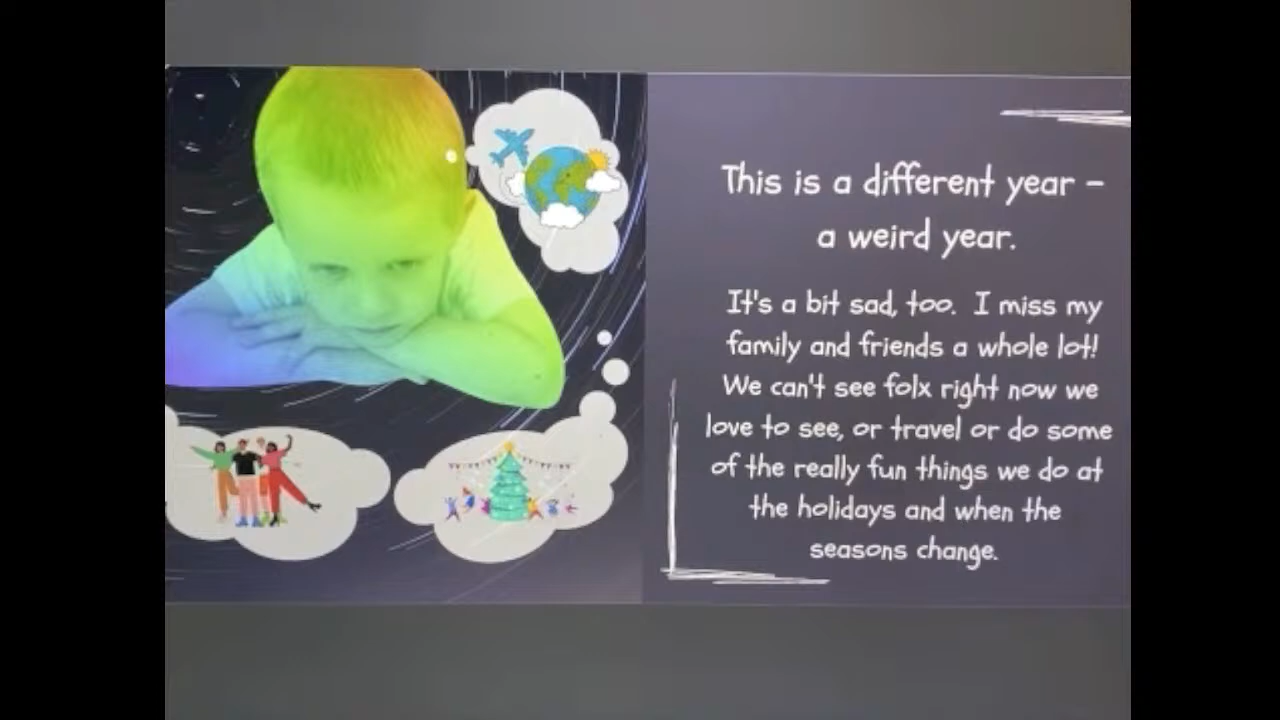 This is a different year –
a weird year.
It's a bit sad, too. I miss my
family and friends a whole lot!
We can't see folx right now we
love to see, or travel or do some
of the really fun things we do at
the holidays and when the
seasons change.